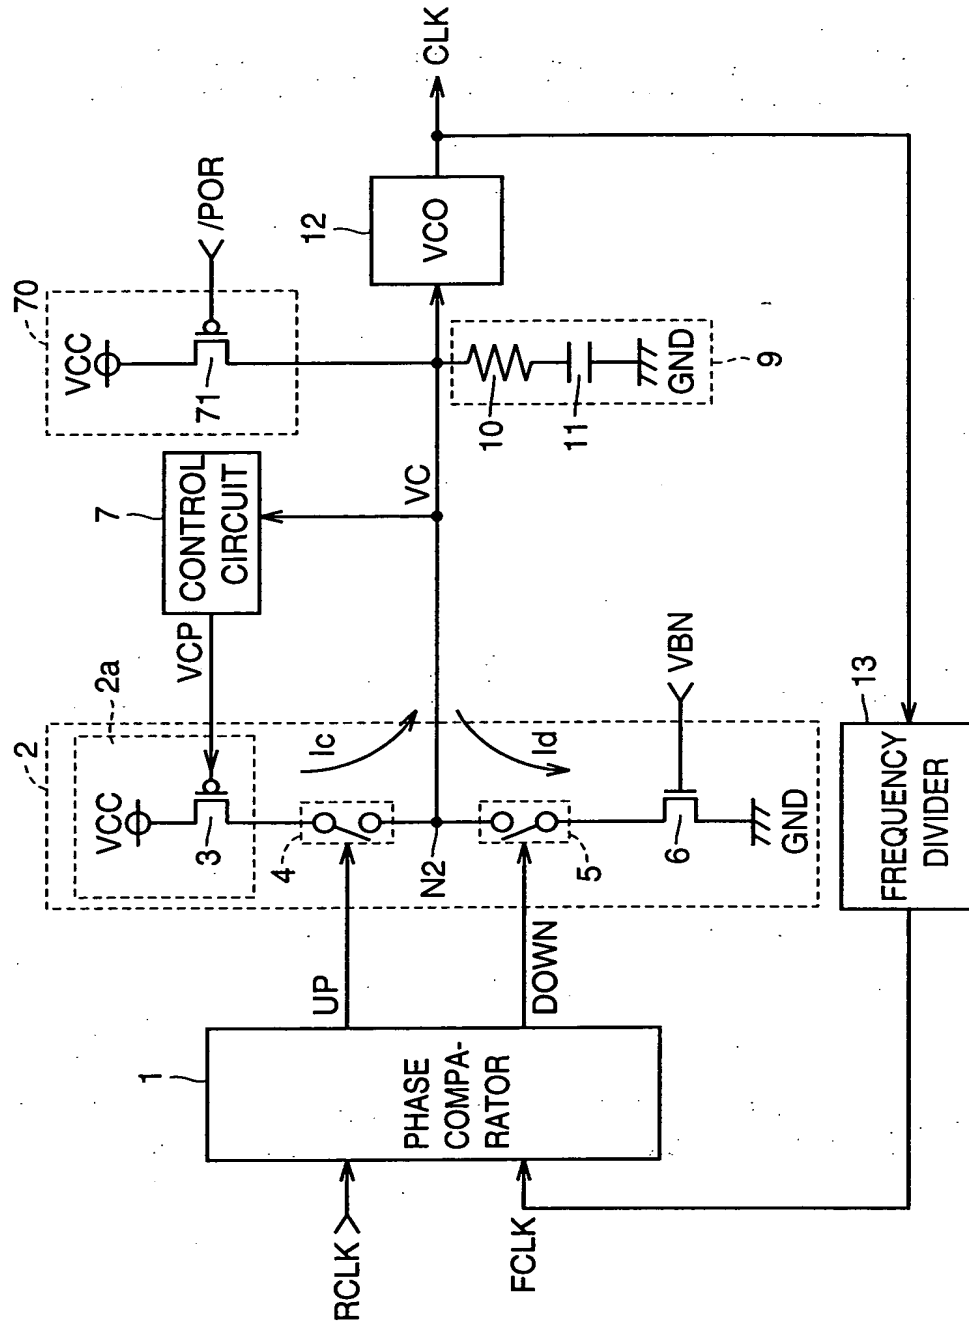 RCLK
FCLK
1
PHASE
COMPA-
RATOR
UP
DOWN
2
2a
VCC
3
4
N2
5
6
GND
Ic
Id
VBN
VCP
7
CONTROL
CIRCUIT
VC
70
VCC
71
/POR
10
11
GND
9
12
VCO
CLK
13
FREQUENCY
DIVIDER